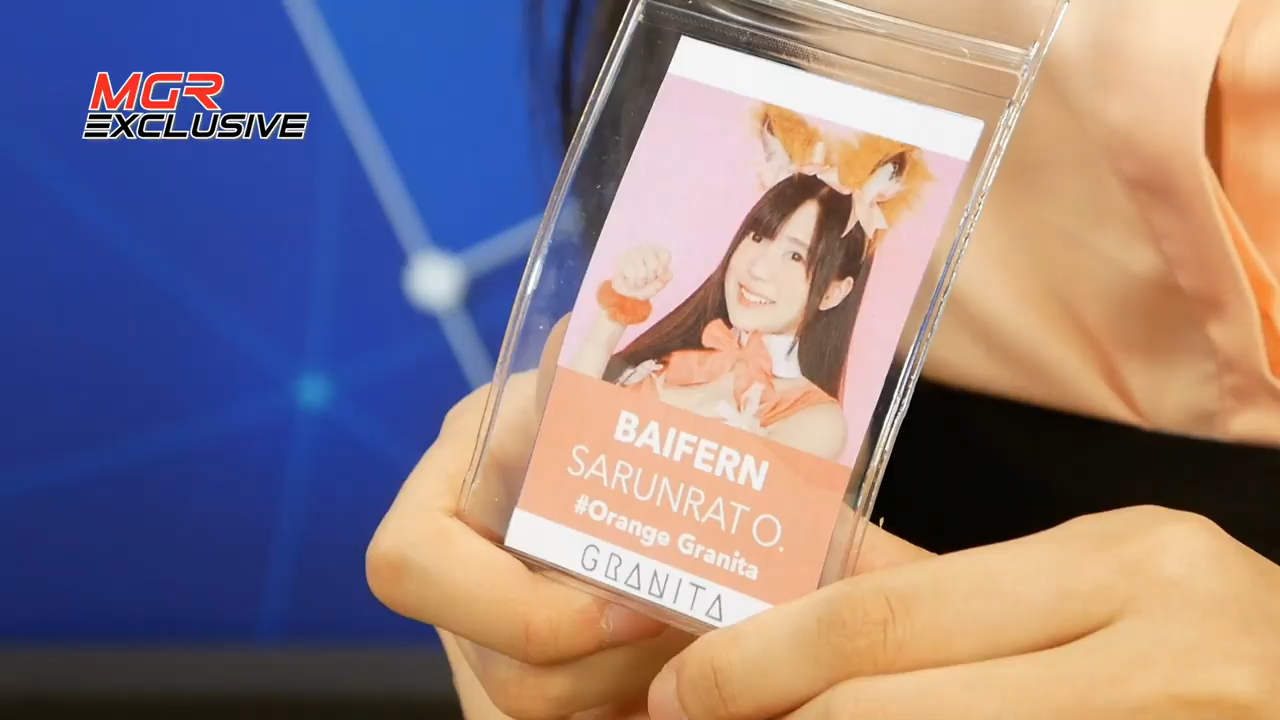 MGR
EXCLUSIVE
BAIFERN
SARUNRAT O.
#Orange Granita
GRANITA